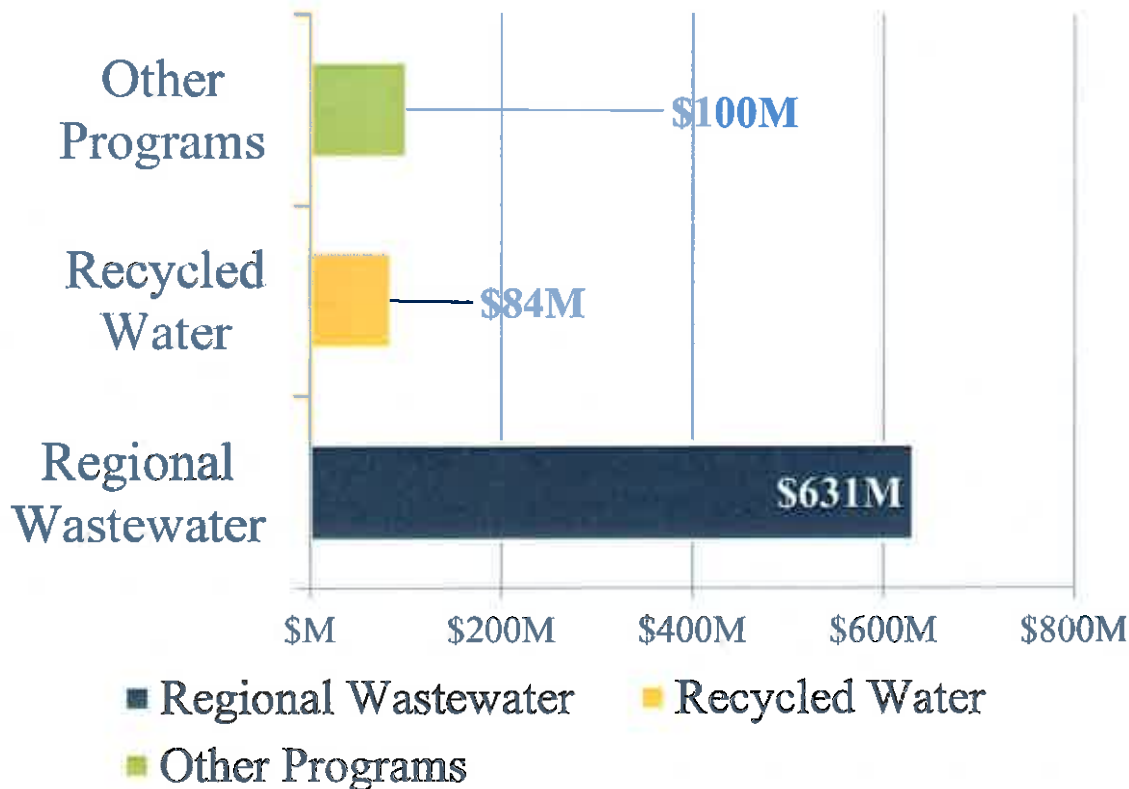 Other
Programs
$100M
Recycled
Water
$84M
Regional
Wastewater
$631M
$M
$200M
$400M
$600M
$800M
Regional Wastewater
Recycled Water
Other Programs